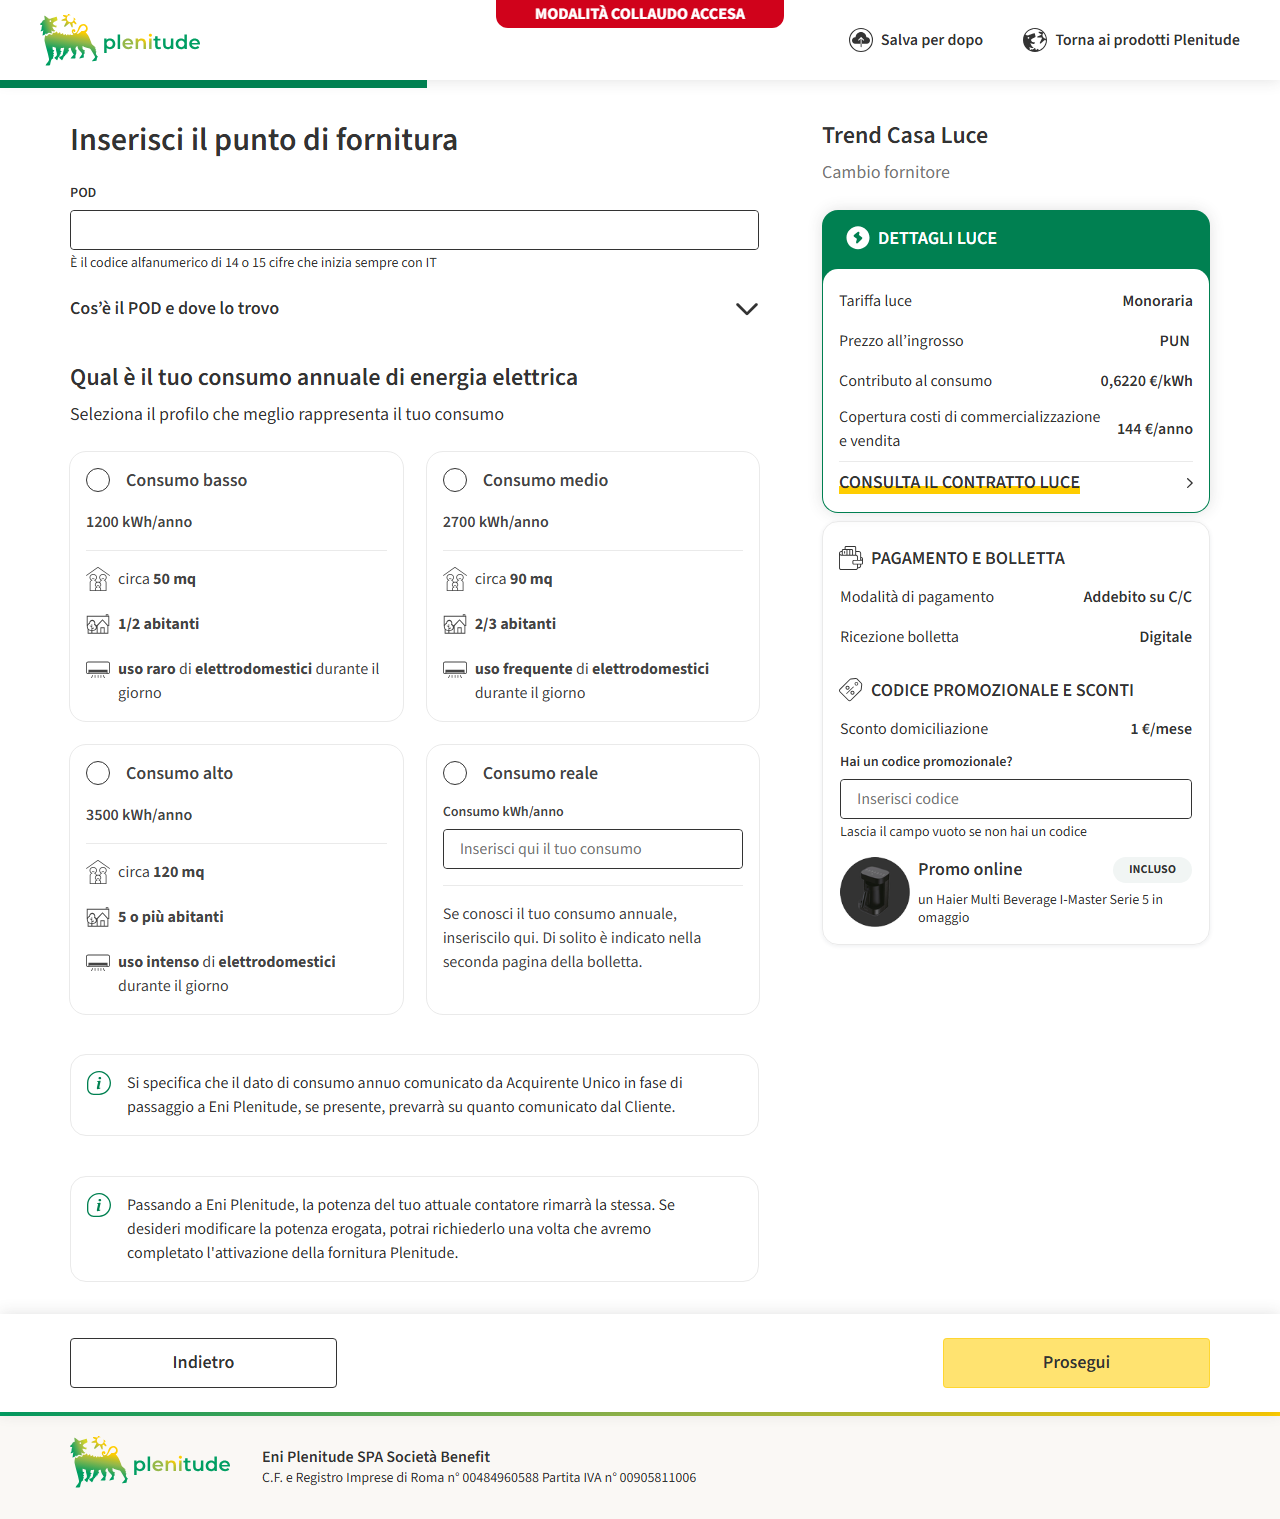 MODALITÀ COLLAUDO ACCESA
plenitude
Salva per dopo
Torna ai prodotti Plenitude
Inserisci il punto di fornitura
POD
È il codice alfanumerico di 14 o 15 cifre che inizia sempre con IT
Cos’è il POD e dove lo trovo
Qual è il tuo consumo annuale di energia elettrica
Seleziona il profilo che meglio rappresenta il tuo consumo
Consumo basso
1200 kWh/anno
circa 50 mq
1/2 abitanti
uso raro di elettrodomestici durante il
giorno
Consumo medio
2700 kWh/anno
circa 90 mq
2/3 abitanti
uso frequente di elettrodomestici
durante il giorno
Consumo alto
3500 kWh/anno
circa 120 mq
5 o più abitanti
uso intenso di elettrodomestici
durante il giorno
Consumo reale
Consumo kWh/anno
Inserisci qui il tuo consumo
Se conosci il tuo consumo annuale,
inseriscilo qui. Di solito è indicato nella
seconda pagina della bolletta.
Si specifica che il dato di consumo annuo comunicato da Acquirente Unico in fase di
passaggio a Eni Plenitude, se presente, prevarrà su quanto comunicato dal Cliente.
Passando a Eni Plenitude, la potenza del tuo attuale contatore rimarrà la stessa. Se
desideri modificare la potenza erogata, potrai richiederlo una volta che avremo
completato l'attivazione della fornitura Plenitude.
Trend Casa Luce
Cambio fornitore
DETTAGLI LUCE
Tariffa luce Monoraria
Prezzo all’ingrosso PUN
Contributo al consumo 0,6220 €/kWh
Copertura costi di commercializzazione
e vendita 144 €/anno
CONSULTA IL CONTRATTO LUCE
PAGAMENTO E BOLLETTA
Modalità di pagamento Addebito su C/C
Ricezione bolletta Digitale
CODICE PROMOZIONALE E SCONTI
Sconto domiciliazione 1 €/mese
Hai un codice promozionale?
Inserisci codice
Lascia il campo vuoto se non hai un codice
Promo online INCLUSO
un Haier Multi Beverage I-Master Serie 5 in
omaggio
Indietro
Prosegui
plenitude
Eni Plenitude SPA Società Benefit
C.F. e Registro Imprese di Roma n° 00484960588 Partita IVA n° 00905811006